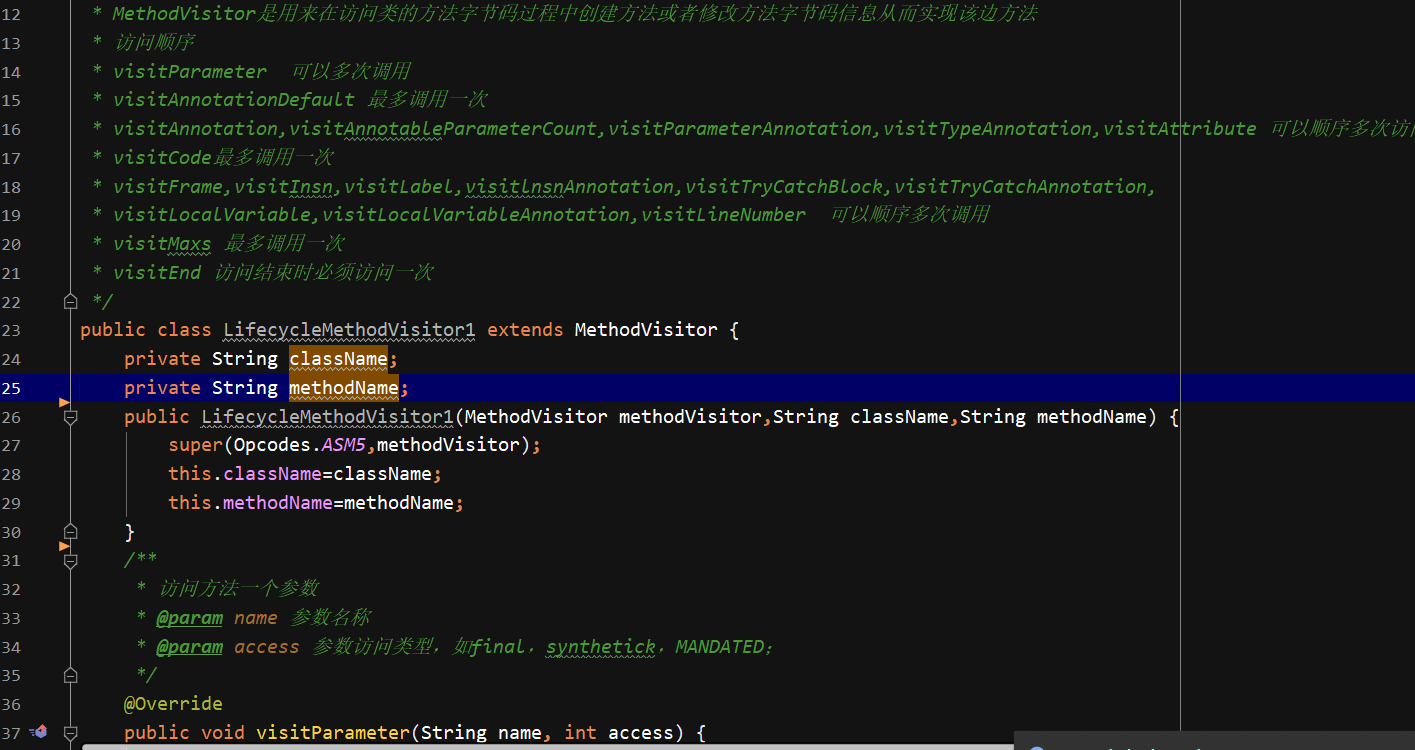 12 * MethodVisitor是用来在访问类的方法字节码过程中创建方法或者修改方法字节码信息从而实现该边方法
13 * 访问顺序
14 * visitParameter 可以多次调用
15 * visitAnnotationDefault 最多调用一次
16 * visitAnnotation,visitAnnotableParameterCount,visitParameterAnnotation,visitTypeAnnotation,visitAttribute 可以顺序多次访
17 * visitCode最多调用一次
18 * visitFrame,visitInsn,visitLabel,visitlnsnAnnotation,visitTryCatchBlock,visitTryCatchAnnotation,
19 * visitLocalVariable,visitLocalVariableAnnotation,visitLineNumber 可以顺序多次调用
20 * visitMaxs 最多调用一次
21 * visitEnd 访问结束时必须访问一次
22 */
23 public class LifecycleMethodVisitor1 extends MethodVisitor {
24 private String className;
25 private String methodName;
26 public LifecycleMethodVisitor1(MethodVisitor methodVisitor,String className,String methodName) {
27 super(Opcodes.ASM5,methodVisitor);
28 this.className=className;
29 this.methodName=methodName;
30 }
31 /**
32 * 访问方法一个参数
33 * @param name 参数名称
34 * @param access 参数访问类型，如final，synthetick，MANDATED；
35 */
36 @Override
37 public void visitParameter(String name, int access) {